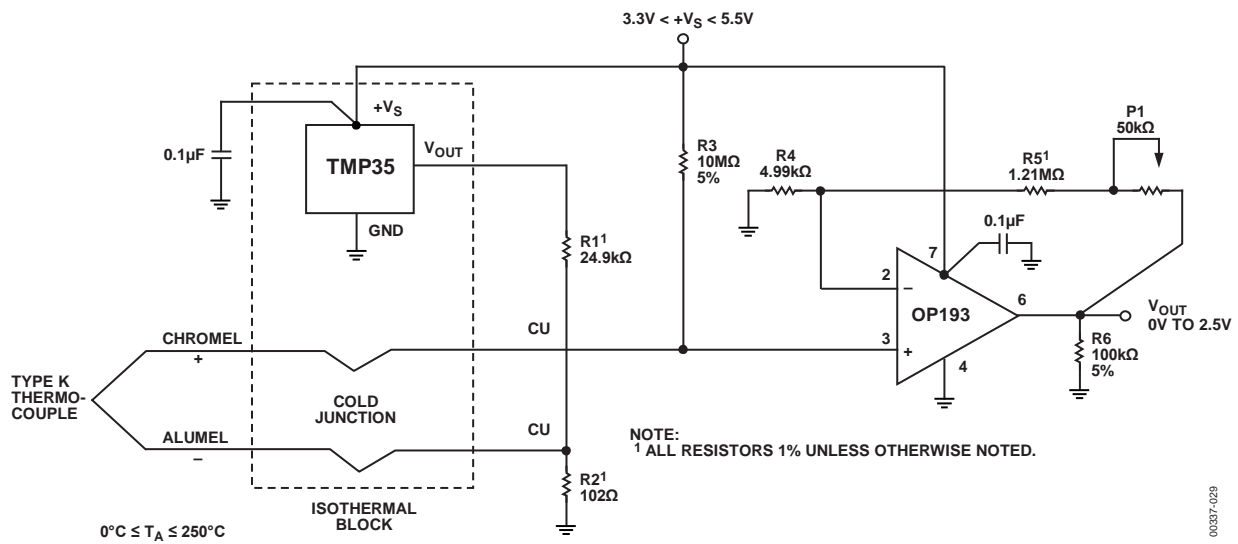 3.3V < +VS < 5.5V
+VS
0.1µF
TMP35
VOUT
GND
R1¹
24.9kΩ
R3
10MΩ
5%
R4
4.99kΩ
R5¹
1.21MΩ
P1
50kΩ
0.1µF
7
2
–
OP193
6
3
+
4
VOUT
0V TO 2.5V
R6
100kΩ
5%
CHROMEL
+
CU
TYPE K
THERMO-
COUPLE
COLD
JUNCTION
ALUMEL
–
CU
R2¹
102Ω
NOTE:
¹ ALL RESISTORS 1% UNLESS OTHERWISE NOTED.
ISOTHERMAL
BLOCK
0°C ≤ TA ≤ 250°C
00337-029